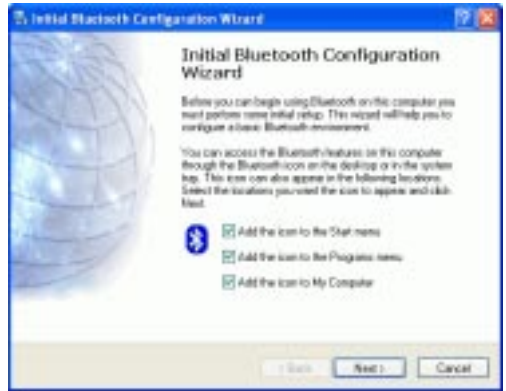 Initial Bluetooth Configuration Wizard
Initial Bluetooth Configuration
Wizard
Before you can begin using Bluetooth on this computer you
must perform some initial setup. This wizard will help you to
configure a basic Bluetooth environment.
You can access the Bluetooth features on this computer
through the Bluetooth icon on the desktop or in the system
tray. This icon can also appear in the following locations.
Select the locations you want the icon to appear and click
Next.
Add the icon to the Start menu
Add the icon to the Programs menu
Add the icon to My Computer
< Back
Next >
Cancel